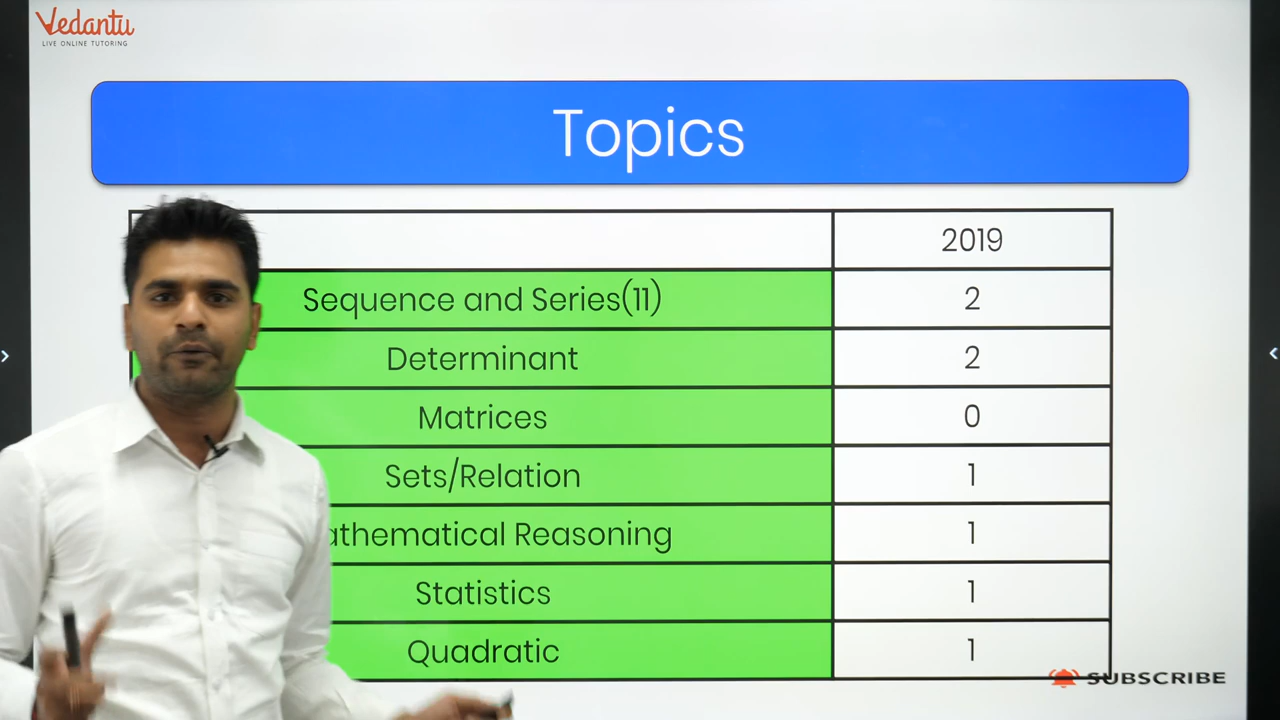 Vedantu
LIVE ONLINE TUTORING
Topics
2019
Sequence and Series(11) 2
Determinant 2
Matrices 0
Sets/Relation 1
athematical Reasoning 1
Statistics 1
Quadratic 1
SUBSCRIBE